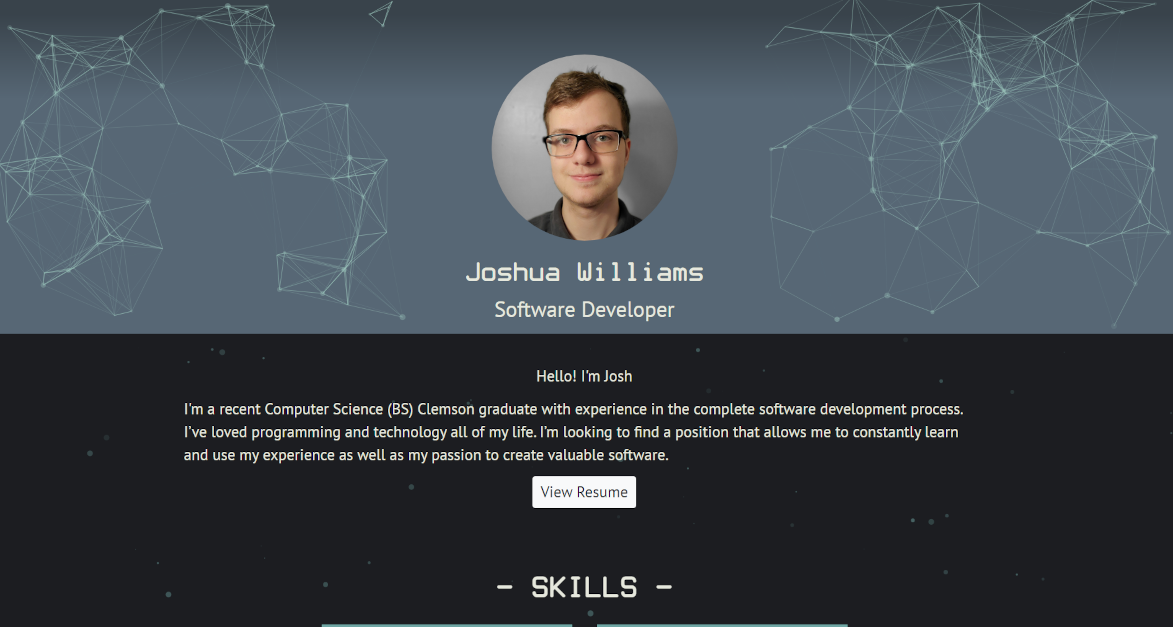 Joshua Williams
Software Developer
Hello! I'm Josh
I'm a recent Computer Science (BS) Clemson graduate with experience in the complete software development process.
I've loved programming and technology all of my life. I'm looking to find a position that allows me to constantly learn
and use my experience as well as my passion to create valuable software.
View Resume
- SKILLS -